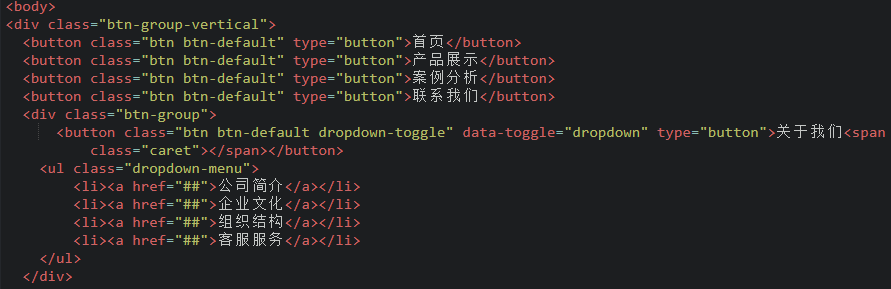 <body>
<div class="btn-group-vertical">
<button class="btn btn-default" type="button">首页</button>
<button class="btn btn-default" type="button">产品展示</button>
<button class="btn btn-default" type="button">案例分析</button>
<button class="btn btn-default" type="button">联系我们</button>
<div class="btn-group">
<button class="btn btn-default dropdown-toggle" data-toggle="dropdown" type="button">关于我们<span
class="caret"></span></button>
<ul class="dropdown-menu">
<li><a href="##">公司简介</a></li>
<li><a href="##">企业文化</a></li>
<li><a href="##">组织结构</a></li>
<li><a href="##">客服服务</a></li>
</ul>
</div>